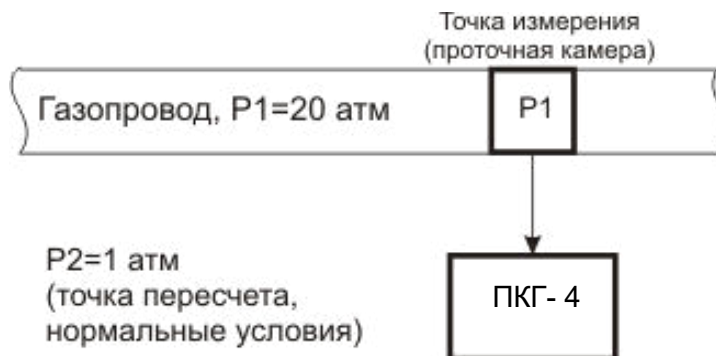 Точка измерения
(проточная камера)
Газопровод, P1=20 атм
P1
P2=1 атм
(точка пересчета,
нормальные условия)
ПКГ- 4